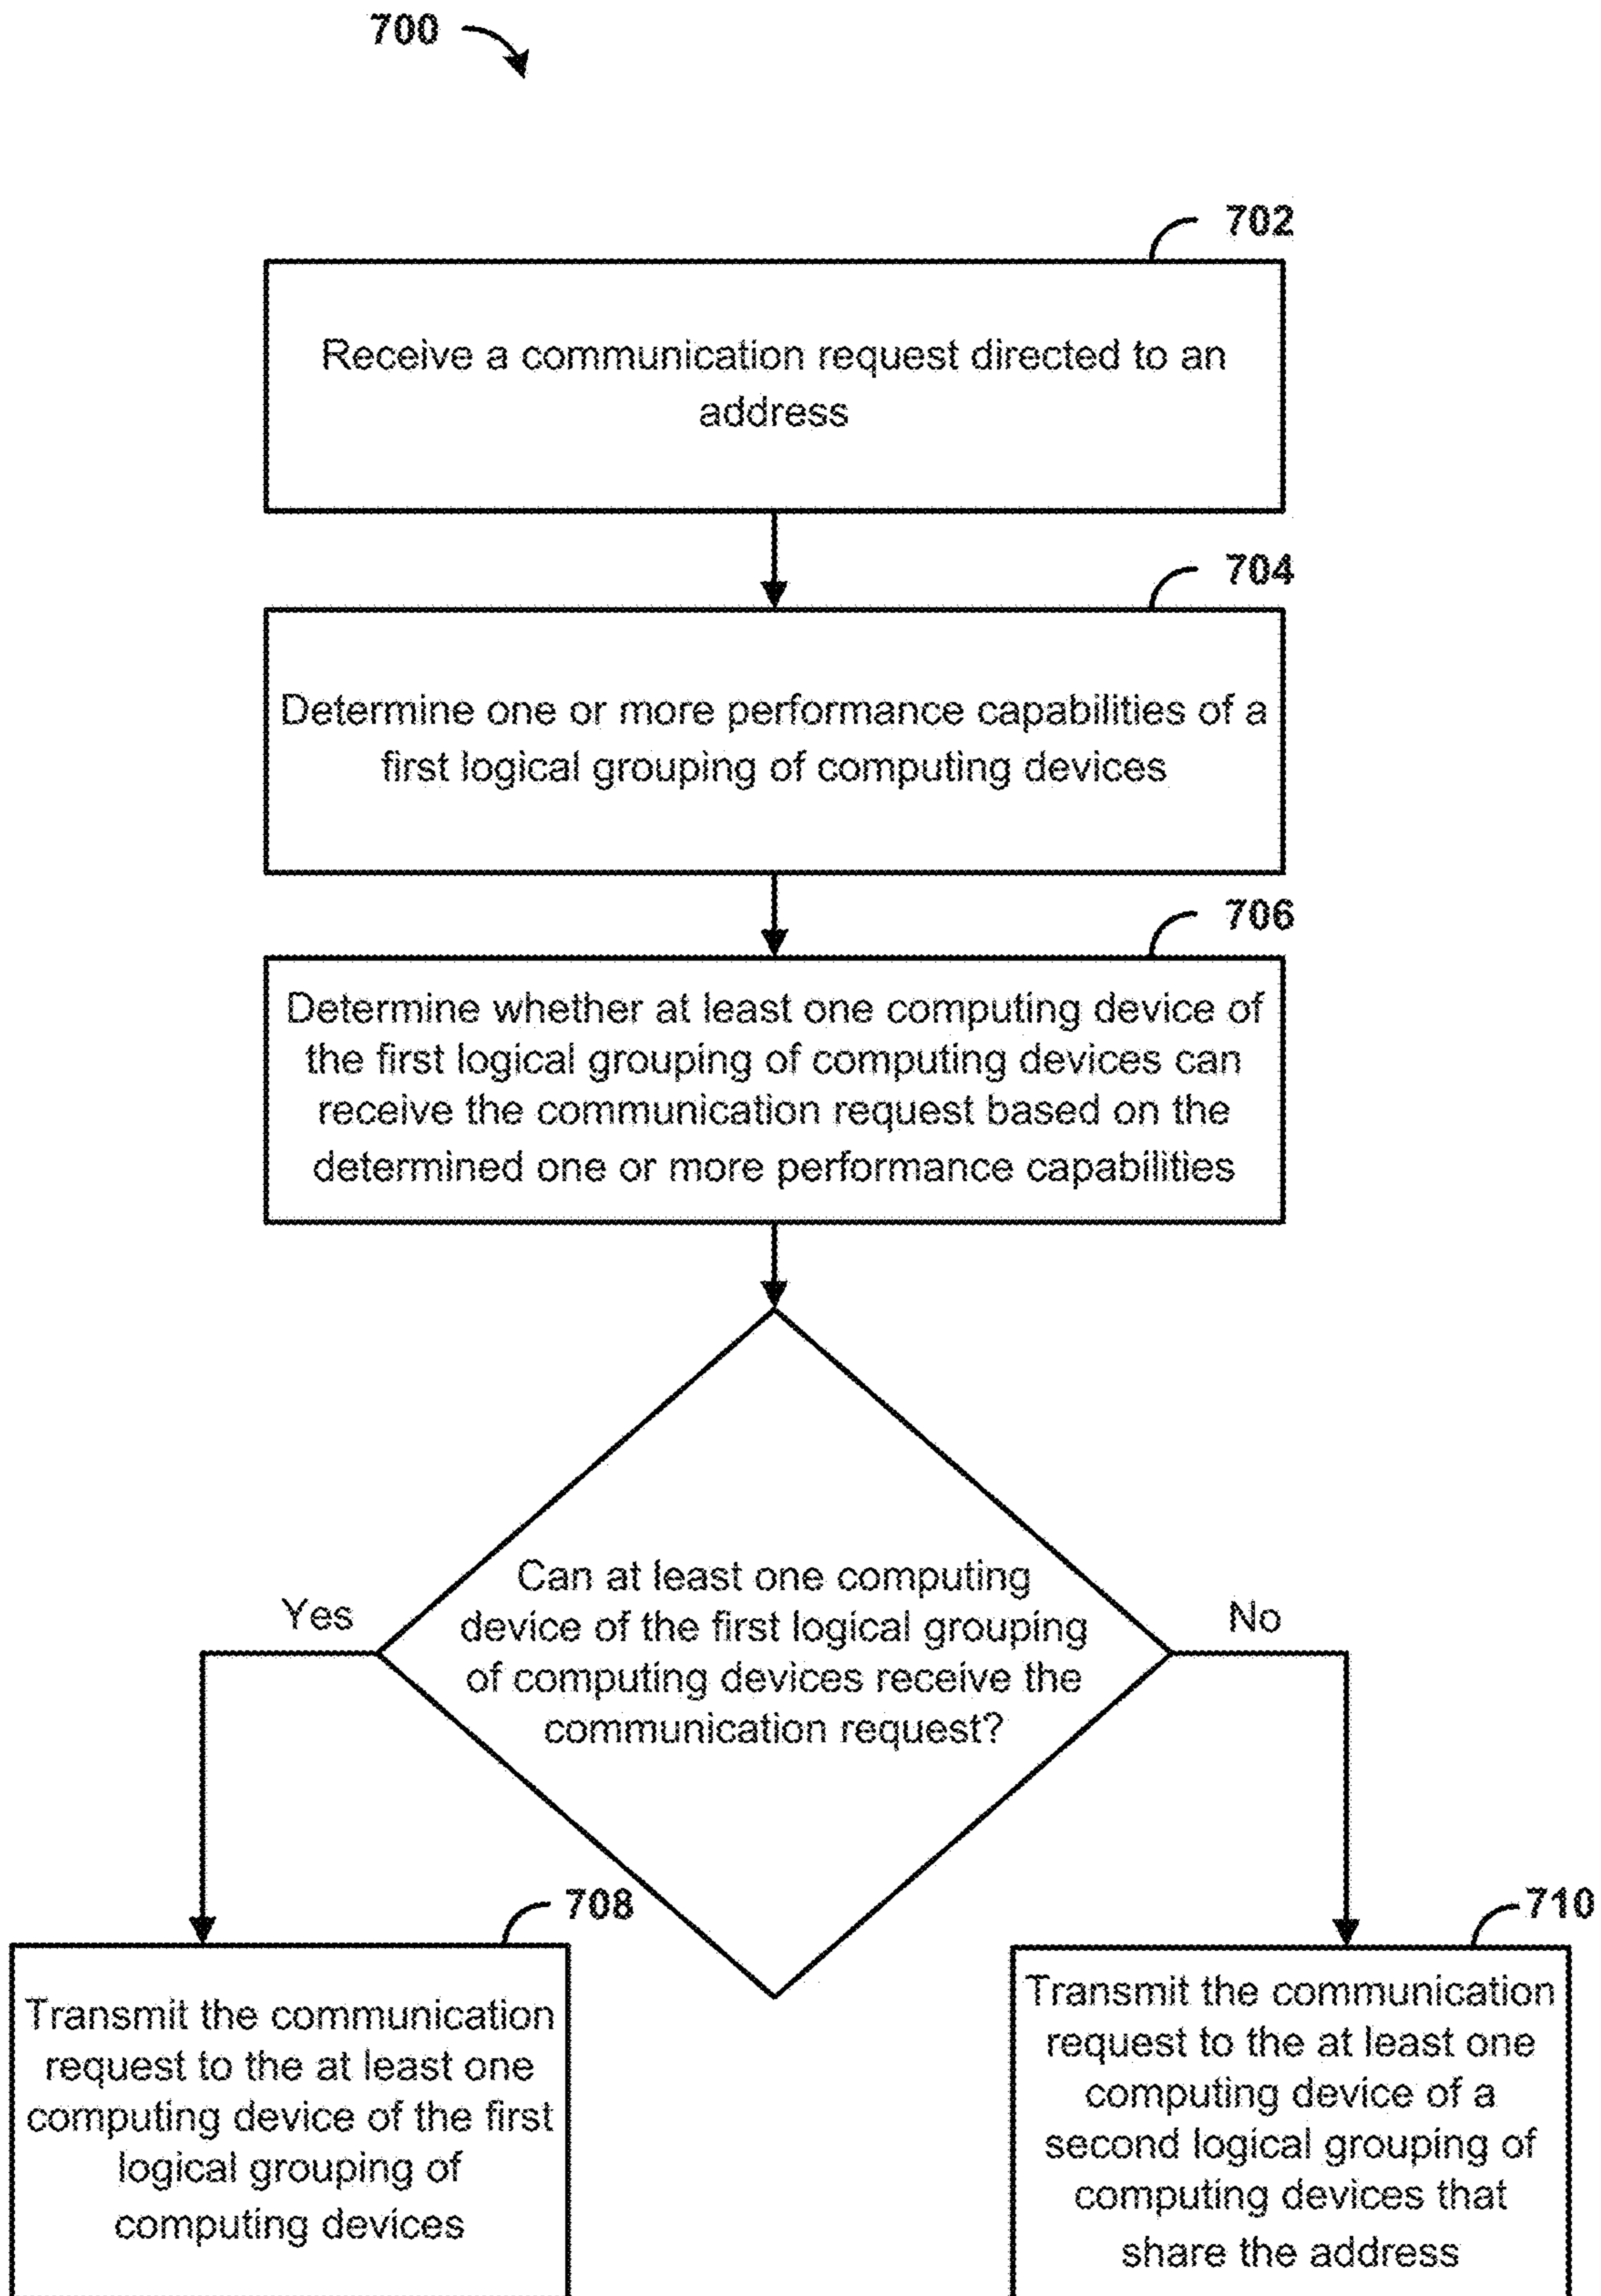 700
702
Receive a communication request directed to an
address
704
Determine one or more performance capabilities of a
first logical grouping of computing devices
706
Determine whether at least one computing device of
the first logical grouping of computing devices can
receive the communication request based on the
determined one or more performance capabilities
Can at least one computing
device of the first logical grouping
of computing devices receive the
communication request?
Yes
No
708
Transmit the communication
request to the at least one
computing device of the first
logical grouping of
computing devices
710
Transmit the communication
request to the at least one
computing device of a
second logical grouping of
computing devices that
share the address